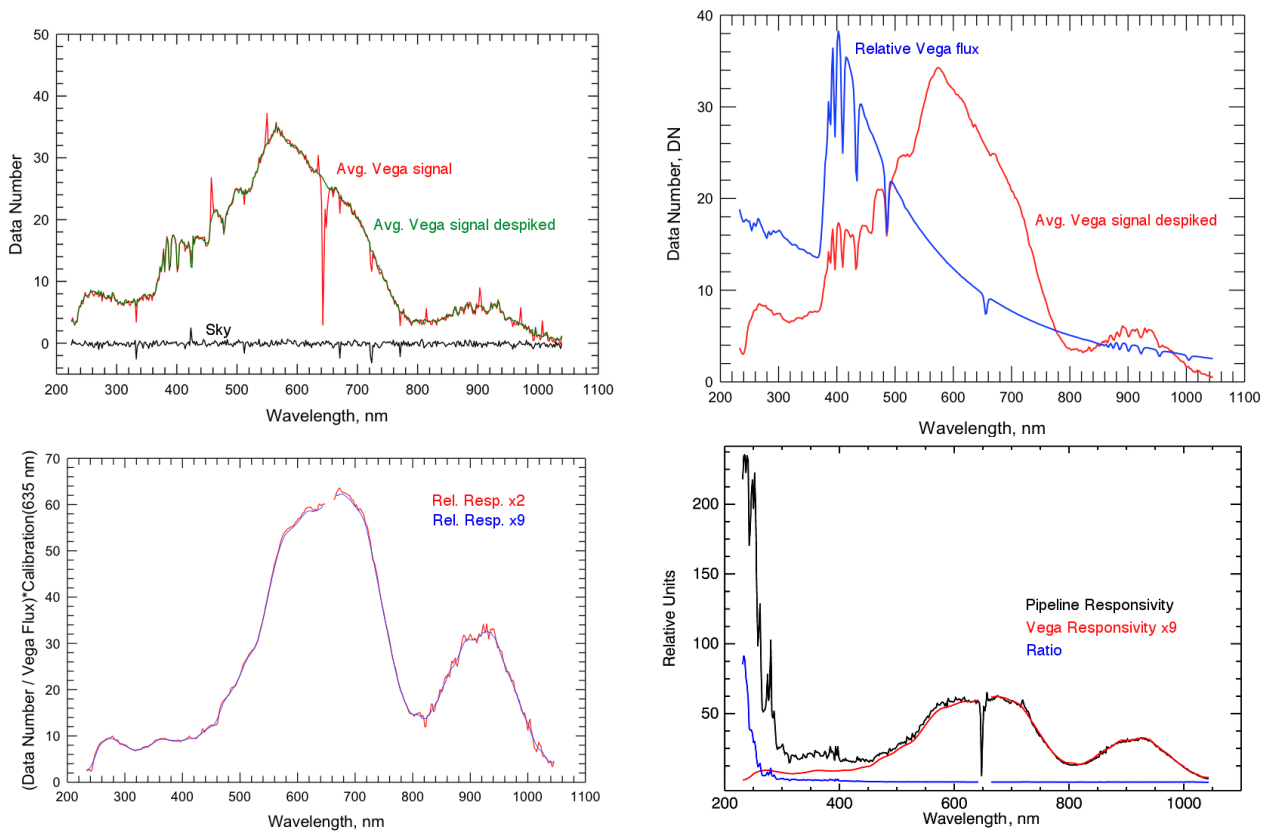 50
40
30
20
10
0
Data Number
Avg. Vega signal
Avg. Vega signal despiked
Sky
200 300 400 500 600 700 800 900 1000 1100
Wavelength, nm
40
30
20
10
0
Data Number, DN
Relative Vega flux
Avg. Vega signal despiked
200 300 400 500 600 700 800 900 1000 1100
Wavelength, nm
70
60
50
40
30
20
10
0
(Data Number / Vega Flux)*Calibration(635 nm)
Rel. Resp. x2
Rel. Resp. x9
200 300 400 500 600 700 800 900 1000 1100
Wavelength, nm
200
150
100
50
Relative Units
Pipeline Responsivity
Vega Responsivity x9
Ratio
200 400 600 800 1000
Wavelength, nm